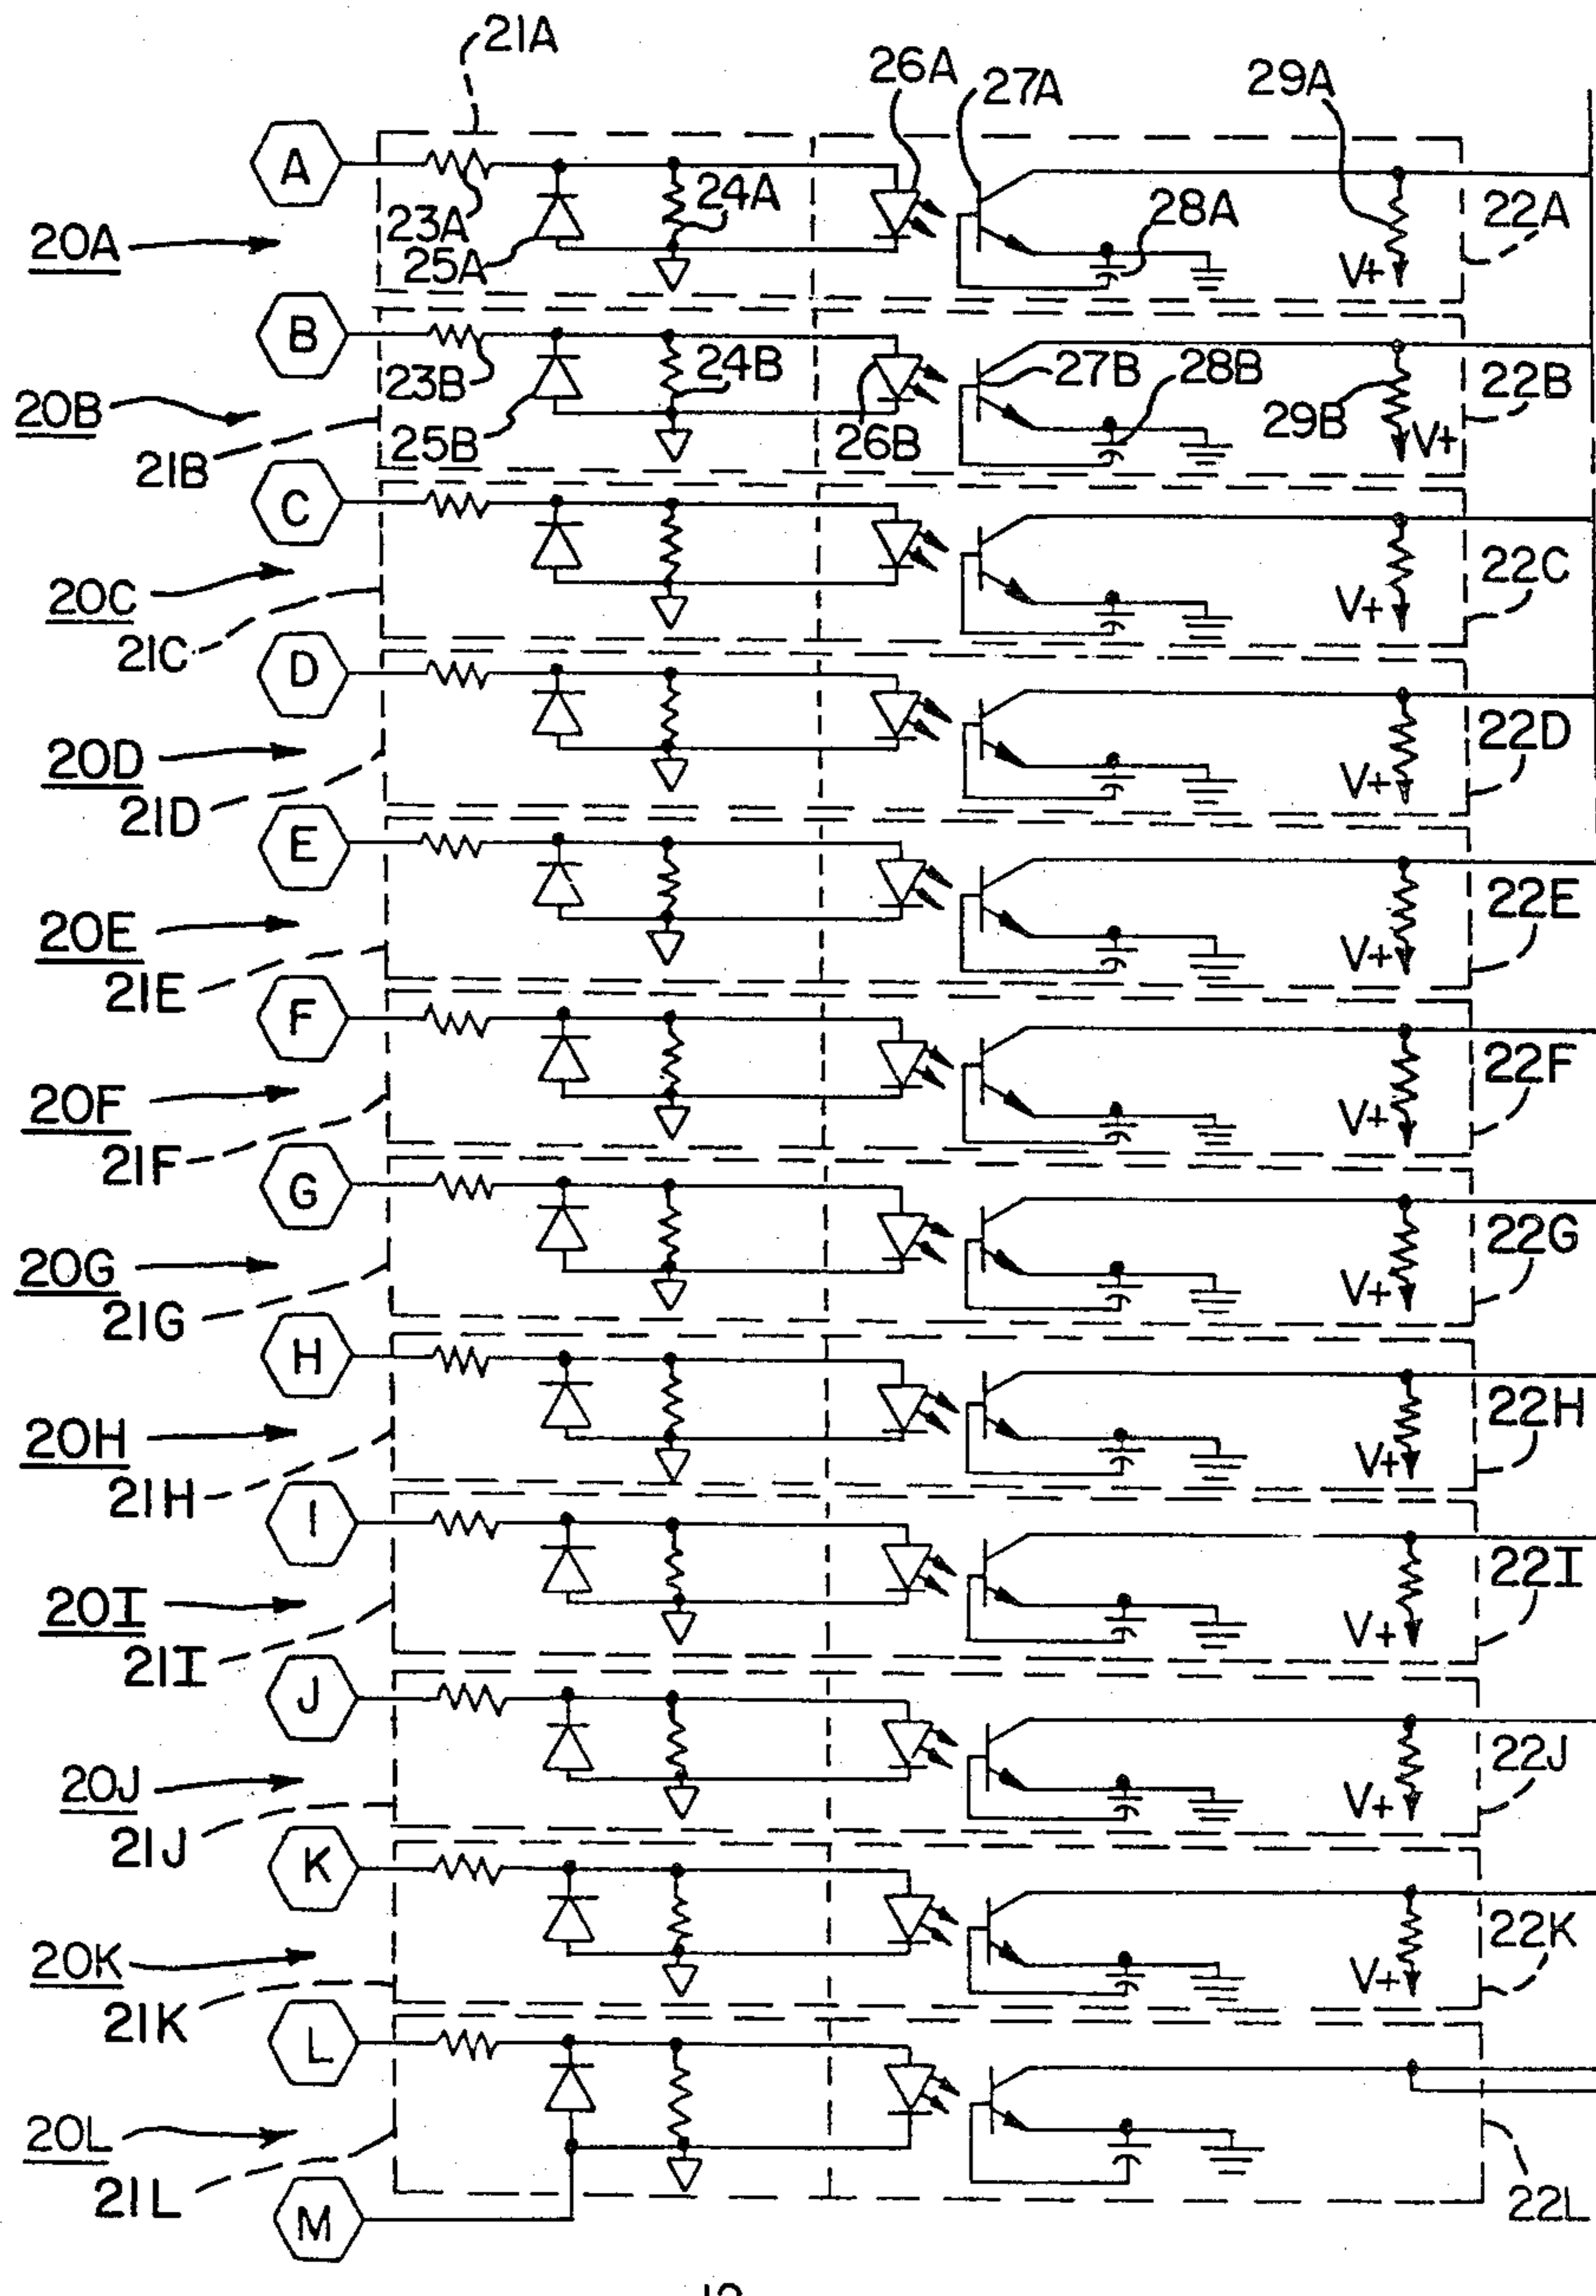 21A
26A
27A
29A
A
23A
24A
28A
22A
20A
25A
V+
B
23B
24B
27B
28B
22B
20B
25B
26B
29B
V+
21B
C
22C
20C
V+
21C
D
22D
20D
V+
21D
E
22E
20E
V+
21E
F
22F
20F
V+
21F
G
22G
20G
V+
21G
H
22H
20H
V+
21H
I
22I
20I
V+
21I
J
22J
20J
V+
21J
K
22K
20K
V+
21K
L
20L
21L
22L
M